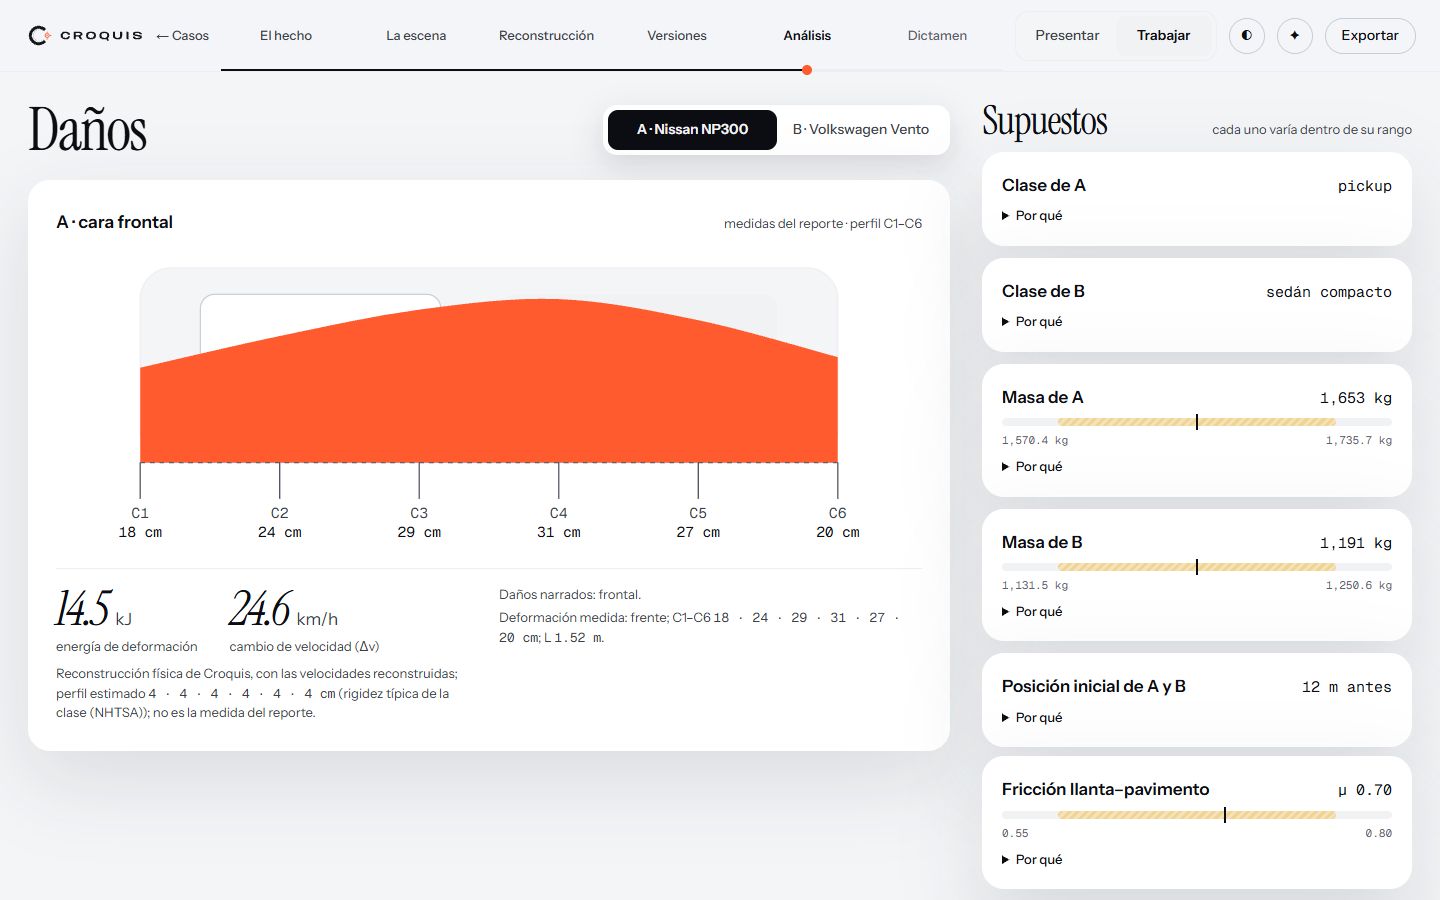 CROQUIS
← Casos
El hecho
La escena
Reconstrucción
Versiones
Análisis
Dictamen
Presentar
Trabajar
Exportar
Daños
A · Nissan NP300
B · Volkswagen Vento
A · cara frontal
medidas del reporte · perfil C1–C6
C1
C2
C3
C4
C5
C6
18 cm
24 cm
29 cm
31 cm
27 cm
20 cm
14.5 kJ
energía de deformación
24.6 km/h
cambio de velocidad (Δv)
Reconstrucción física de Croquis, con las velocidades reconstruidas;
perfil estimado 4 · 4 · 4 · 4 · 4 · 4 cm (rigidez típica de la
clase (NHTSA)); no es la medida del reporte.
Daños narrados: frontal.
Deformación medida: frente; C1–C6 18 · 24 · 29 · 31 · 27 ·
20 cm; L 1.52 m.
Supuestos
cada uno varía dentro de su rango
Clase de A
pickup
Por qué
Clase de B
sedán compacto
Por qué
Masa de A
1,653 kg
1,570.4 kg
1,735.7 kg
Por qué
Masa de B
1,191 kg
1,131.5 kg
1,250.6 kg
Por qué
Posición inicial de A y B
12 m antes
Por qué
Fricción llanta–pavimento
μ 0.70
0.55
0.80
Por qué